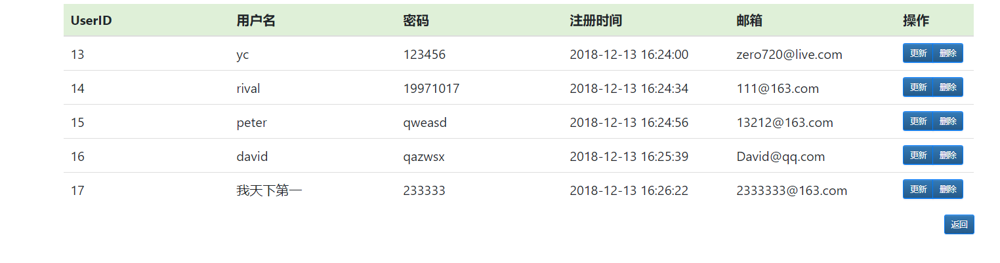 UserID 用户名 密码 注册时间 邮箱 操作
13 yc 123456 2018-12-13 16:24:00 zero720@live.com 更新 删除
14 rival 19971017 2018-12-13 16:24:34 111@163.com 更新 删除
15 peter qweasd 2018-12-13 16:24:56 13212@163.com 更新 删除
16 david qazwsx 2018-12-13 16:25:39 David@qq.com 更新 删除
17 我天下第一 233333 2018-12-13 16:26:22 2333333@163.com 更新 删除
返回